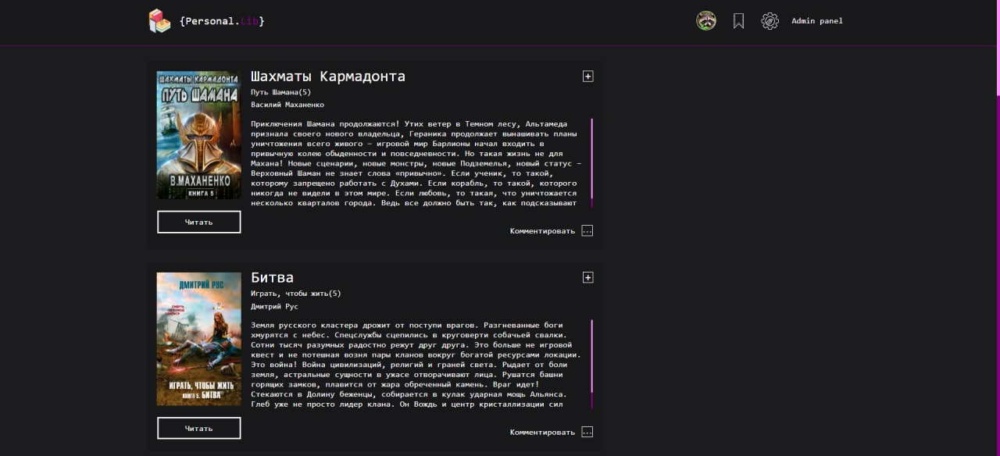 {Personal.Lib}
Admin panel
ШАХМАТЫ КАРМАДОНТА
ПУТЬ ШАМАНА
В.МАХАНЕНКО
КНИГА 5
Читать
Шахматы Кармадонта
+
Путь Шамана(5)
Василий Маханенко
Приключения Шамана продолжаются! Утих ветер в Темном лесу, Альтамеда
признала своего нового владельца, Гераника продолжает вынашивать планы
уничтожения всего живого – игровой мир Барлионы начал входить в
привычную колею обыденности и повседневности. Но такая жизнь не для
Махана! Новые сценарии, новые монстры, новые Подземелья, новый статус –
Верховный Шаман не знает слова «привычно». Если ученик, то такой,
которому запрещено работать с Духами. Если корабль, то такой, которого
никогда не видели в этом мире. Если любовь, то такая, что уничтожается
несколько кварталов города. Ведь все должно быть так, как подсказывают
Комментировать ...
ДМИТРИЙ РУС
ИГРАТЬ, ЧТОБЫ ЖИТЬ
КНИГА 5. БИТВА
Читать
Битва
+
Играть, чтобы жить(5)
Дмитрий Рус
Земля русского кластера дрожит от поступи врагов. Разгневанные боги
хмурятся с небес. Спецслужбы сцепились в круговерти собачьей свалки.
Сотни тысяч разумных радостно режут друг друга. Это больше не игровой
квест и не потешная возня пары кланов вокруг богатой ресурсами локации.
Это война! Война цивилизаций, религий и граней света. Рыдает от боли
земля, астральные сущности в ужасе отворачивают лица. Рушатся башни
горящих замков, плавится от жара обреченный камень. Враг идет!
Стекаются в Долину беженцы, собирается в кулак ударная мощь Альянса.
Глеб уже не просто лидер клана. Он Вождь и центр кристаллизации сил
Комментировать ...